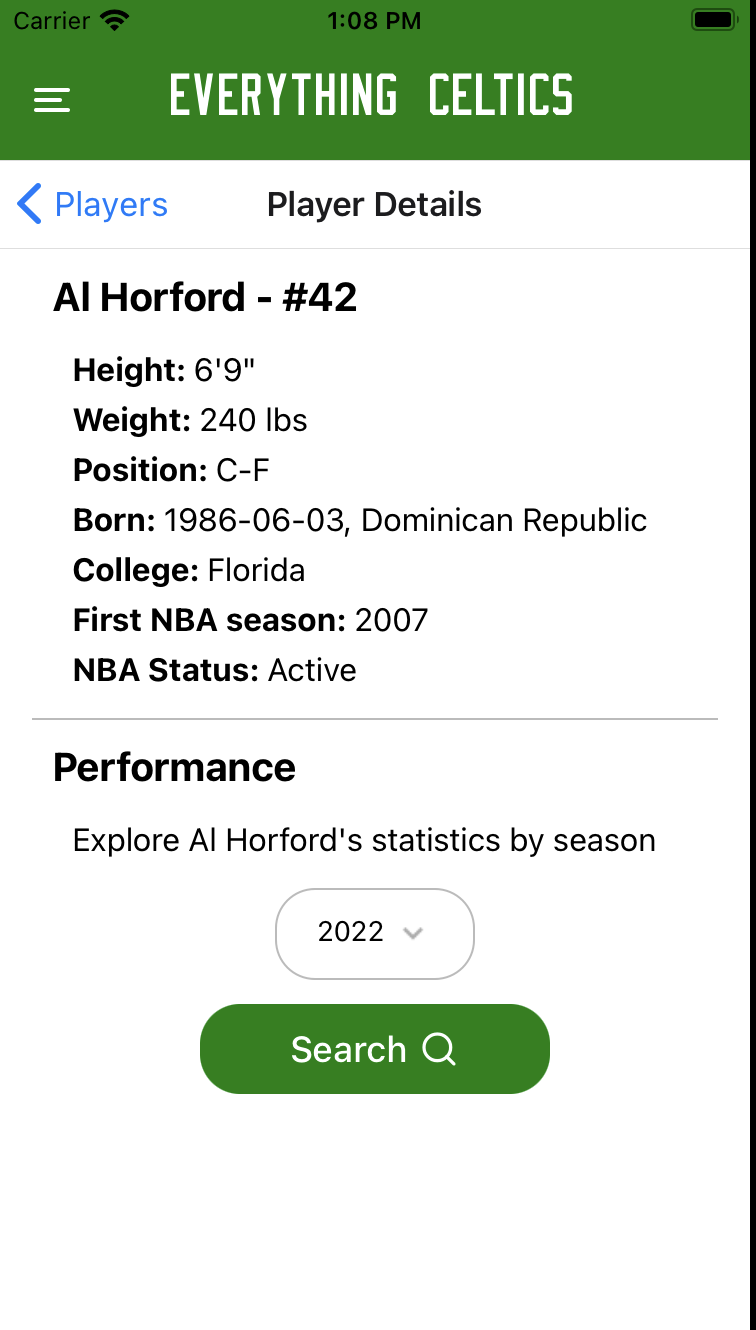 Carrier 1:08 PM
EVERYTHING CELTICS
Players Player Details
Al Horford - #42
Height: 6'9"
Weight: 240 lbs
Position: C-F
Born: 1986-06-03, Dominican Republic
College: Florida
First NBA season: 2007
NBA Status: Active
Performance
Explore Al Horford's statistics by season
2022
Search